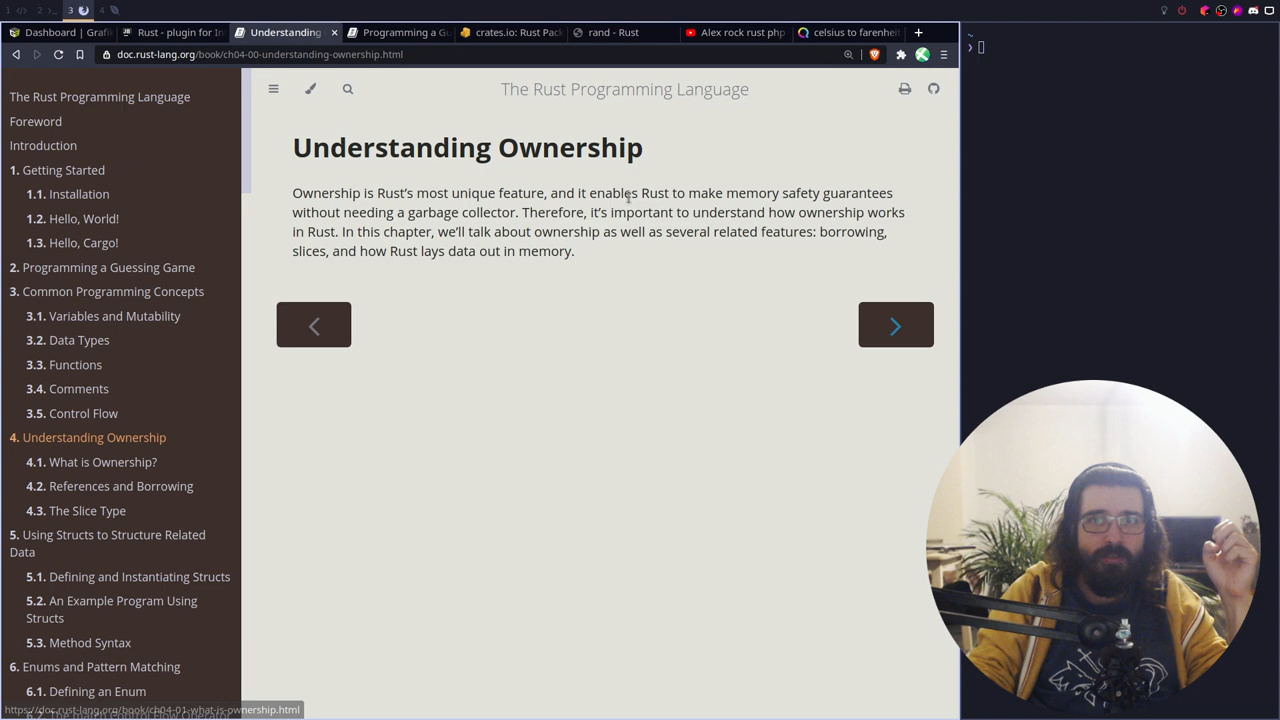 1
2
3
4
Dashboard | Grafi
Rust - plugin for In
Understanding
Programming a Gu
crates.io: Rust Pack
rand - Rust
Alex rock rust php
celsius to farenheit
doc.rust-lang.org/book/ch04-00-understanding-ownership.html
~
The Rust Programming Language
Foreword
Introduction
1. Getting Started
1.1. Installation
1.2. Hello, World!
1.3. Hello, Cargo!
2. Programming a Guessing Game
3. Common Programming Concepts
3.1. Variables and Mutability
3.2. Data Types
3.3. Functions
3.4. Comments
3.5. Control Flow
4. Understanding Ownership
4.1. What is Ownership?
4.2. References and Borrowing
4.3. The Slice Type
5. Using Structs to Structure Related
Data
5.1. Defining and Instantiating Structs
5.2. An Example Program Using
Structs
5.3. Method Syntax
6. Enums and Pattern Matching
6.1. Defining an Enum
https://doc.rust-lang.org/book/ch04-01-what-is-ownership.html
The Rust Programming Language
Understanding Ownership
Ownership is Rust’s most unique feature, and it enables Rust to make memory safety guarantees
without needing a garbage collector. Therefore, it’s important to understand how ownership works
in Rust. In this chapter, we’ll talk about ownership as well as several related features: borrowing,
slices, and how Rust lays data out in memory.